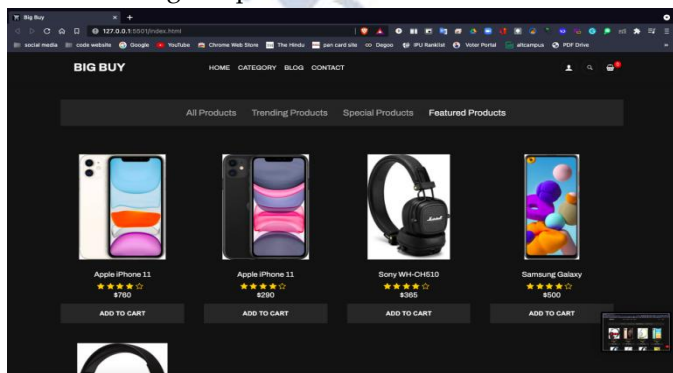 Big Buy
127.0.0.1:5501/index.html
social media code website Google YouTube Chrome Web Store The Hindu pan card site Degoo IPU Ranklist Voter Portal altcampus PDF Drive
BIG BUY HOME CATEGORY BLOG CONTACT
All Products Trending Products Special Products Featured Products
Apple iPhone 11 Apple iPhone 11 Sony WH-CH510 Samsung Galaxy
$760 $290 $365 $500
ADD TO CART ADD TO CART ADD TO CART ADD TO CART